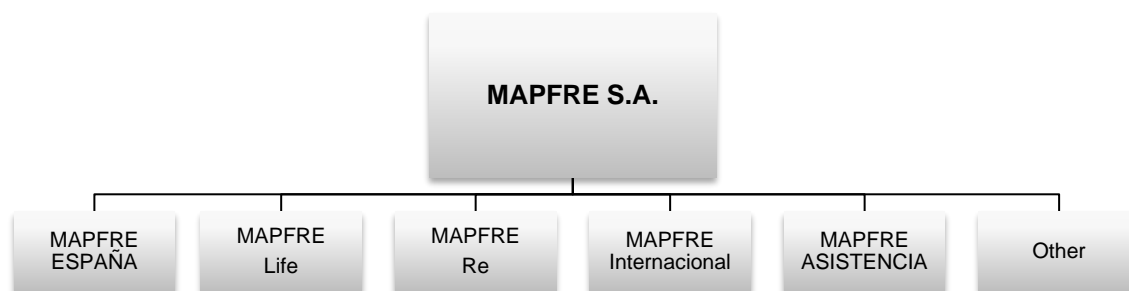 MAPFRE S.A.
MAPFRE
ESPAÑA
MAPFRE
Life
MAPFRE
Re
MAPFRE
Internacional
MAPFRE
ASISTENCIA
Other